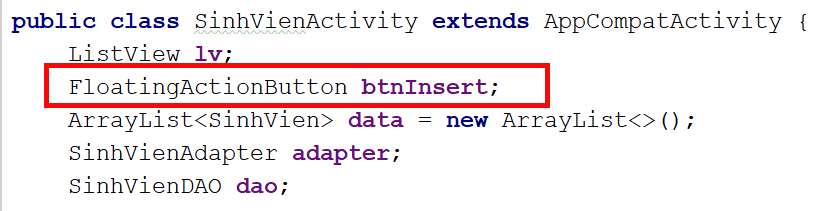 public class SinhVienActivity extends AppCompatActivity {
ListView lv;
FloatingActionButton btnInsert;
ArrayList<SinhVien> data = new ArrayList<>();
SinhVienAdapter adapter;
SinhVienDAO dao;